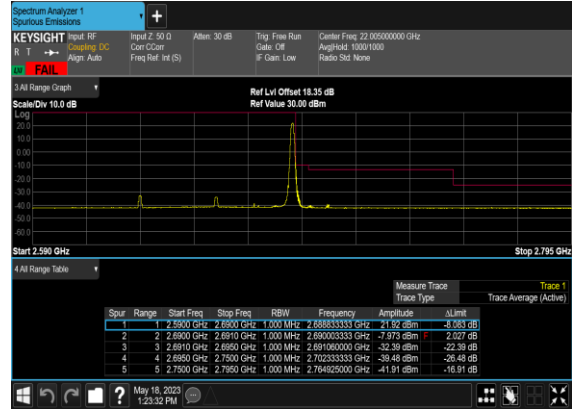 Spectrum Analyzer 1
Spurious Emissions
KEYSIGHT Input: RF Input Z: 50 Ω Atten: 30 dB Trig: Free Run Center Freq: 22.005000000 GHz
R T Coupling: DC Corr CCorr Gate: Off Avg|Hold: 1000/1000
Align: Auto Freq Ref: Int (S) IF Gain: Low Radio Std: None
FAIL
3 All Range Graph
Ref Lvl Offset 18.35 dB
Scale/Div 10.0 dB Ref Value 30.00 dBm
Log
20.0
10.0
0.00
-10.0
-20.0
-30.0
-40.0
-50.0
-60.0
Start 2.590 GHz Stop 2.795 GHz
4 All Range Table
Measure Trace Trace 1
Trace Type Trace Average (Active)
Spur Range Start Freq Stop Freq RBW Frequency Amplitude ΔLimit
1 1 2.5900 GHz 2.6900 GHz 1.000 MHz 2.688833333 GHz 21.92 dBm -8.083 dB
2 2 2.6900 GHz 2.6910 GHz 1.000 MHz 2.690003333 GHz -7.973 dBm F 2.027 dB
3 3 2.6910 GHz 2.6950 GHz 1.000 MHz 2.691060000 GHz -32.39 dBm -22.39 dB
4 4 2.6950 GHz 2.7500 GHz 1.000 MHz 2.702333333 GHz -39.48 dBm -26.48 dB
5 5 2.7500 GHz 2.7950 GHz 1.000 MHz 2.764925000 GHz -41.91 dBm -16.91 dB
May 18, 2023
1:23:32 PM